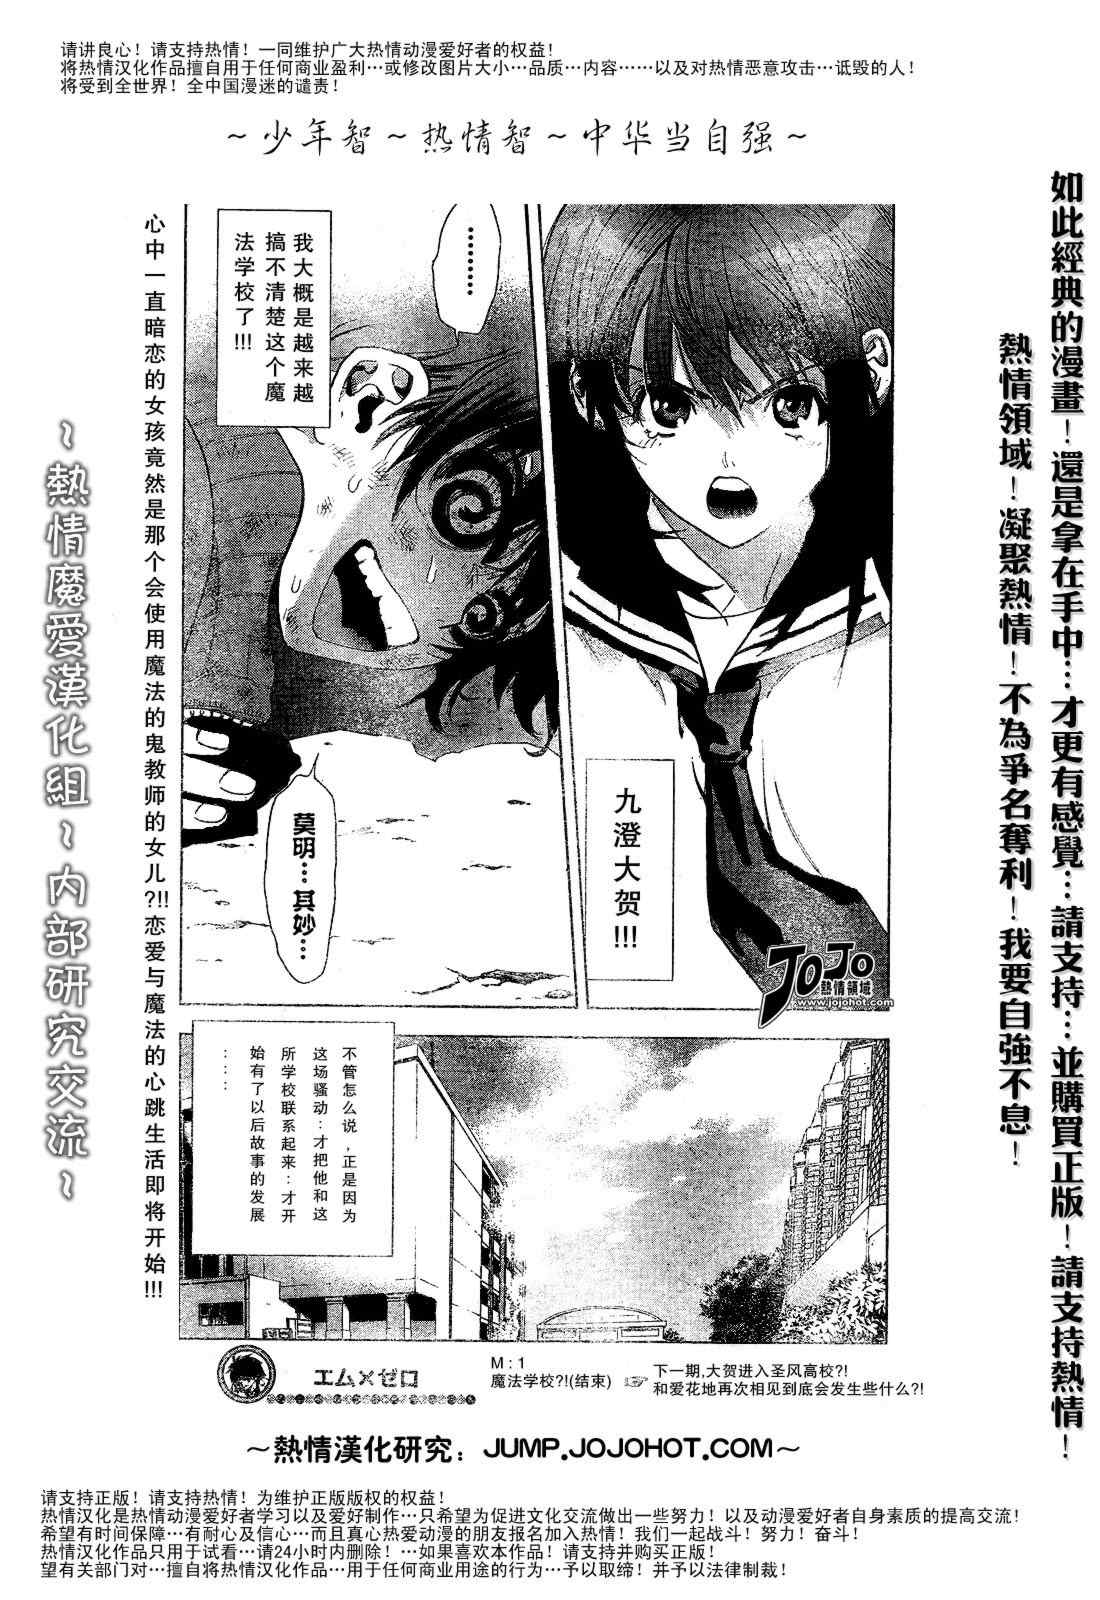 请讲良心！请支持热情！一同维护广大热情动漫爱好者的权益！
将热情汉化作品擅自用于任何商业盈利…或修改图片大小…品质…内容……以及对热情恶意攻击…诋毁的人！
将受到全世界！全中国漫迷的谴责！
～少年智～热情智～中华当自强～
如此經典的漫畫！還是拿在手中…才更有感覺…請支持…並購買正版！請支持熱情！
熱情領域！凝聚熱情！不為爭名奪利！我要自強不息！
九澄大贺!!!
………
我大概是越来越
搞不清楚这个魔
法学校了!!!
莫明…其妙…
心中一直暗恋的女孩竟然是那个会使用魔法的鬼教师的女儿?!!恋爱与魔法的心跳生活即将开始!!!
～熱情魔愛漢化組～内部研究交流～
JOJO
熱情領域
www.jojohot.com
不管怎么说，正是因为
这场骚动：才把他和这
所学校联系起来：才开
始有了以后故事的发展
：：：
エム×ゼロ
M：1
魔法学校?!(结束)
☞
下一期,大贺进入圣风高校?!
和爱花地再次相见到底会发生些什么?!
～熱情漢化研究：JUMP.JOJOHOT.COM～
请支持正版！请支持热情！为维护正版版权的权益！
热情汉化是热情动漫爱好者学习以及爱好制作…只希望为促进文化交流做出一些努力！以及动漫爱好者自身素质的提高交流！
希望有时间保障…有耐心及信心…而且真心热爱动漫的朋友报名加入热情！我们一起战斗！努力！奋斗！
热情汉化作品只用于试看…请24小时内删除！…如果喜欢本作品！请支持并购买正版！
望有关部门对…擅自将热情汉化作品…用于任何商业用途的行为…予以取缔！并予以法律制裁！